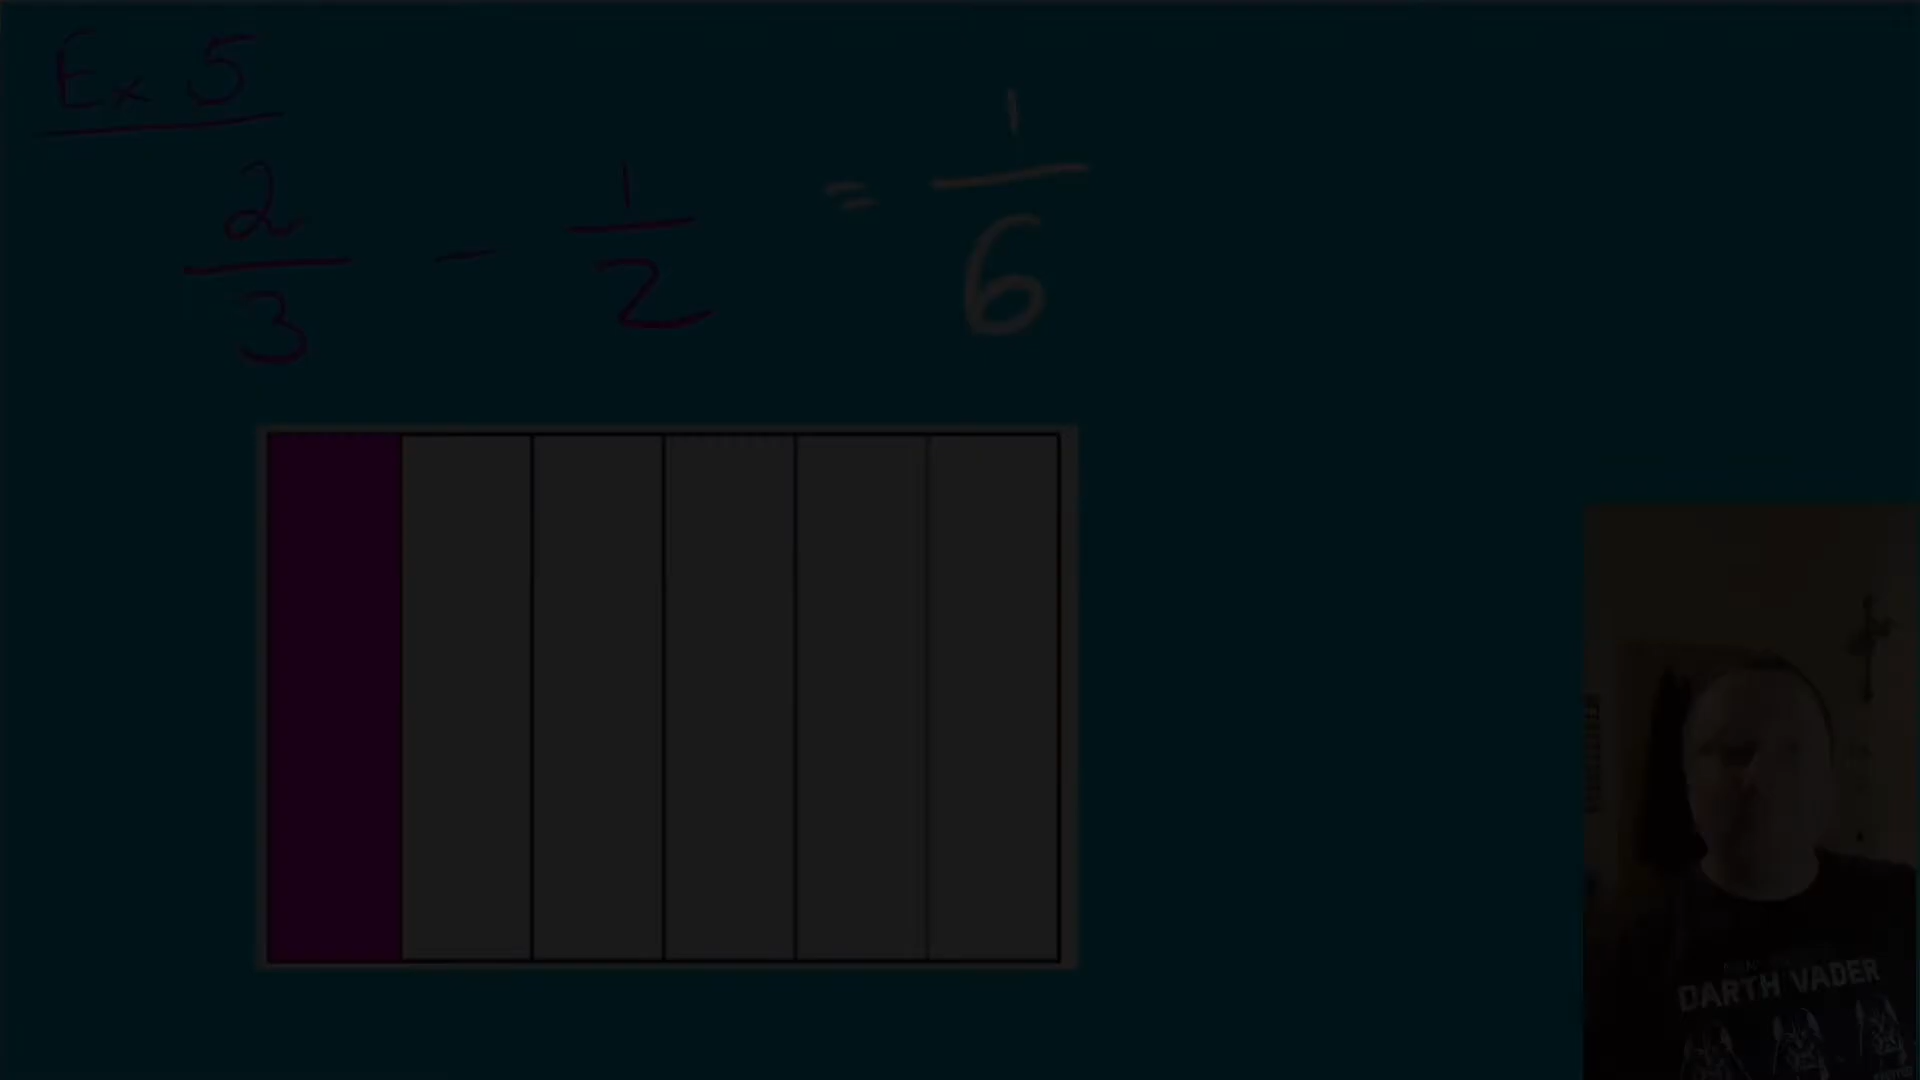 Ex 5
2/3 - 1/2 = 1/6
DARTH VADER